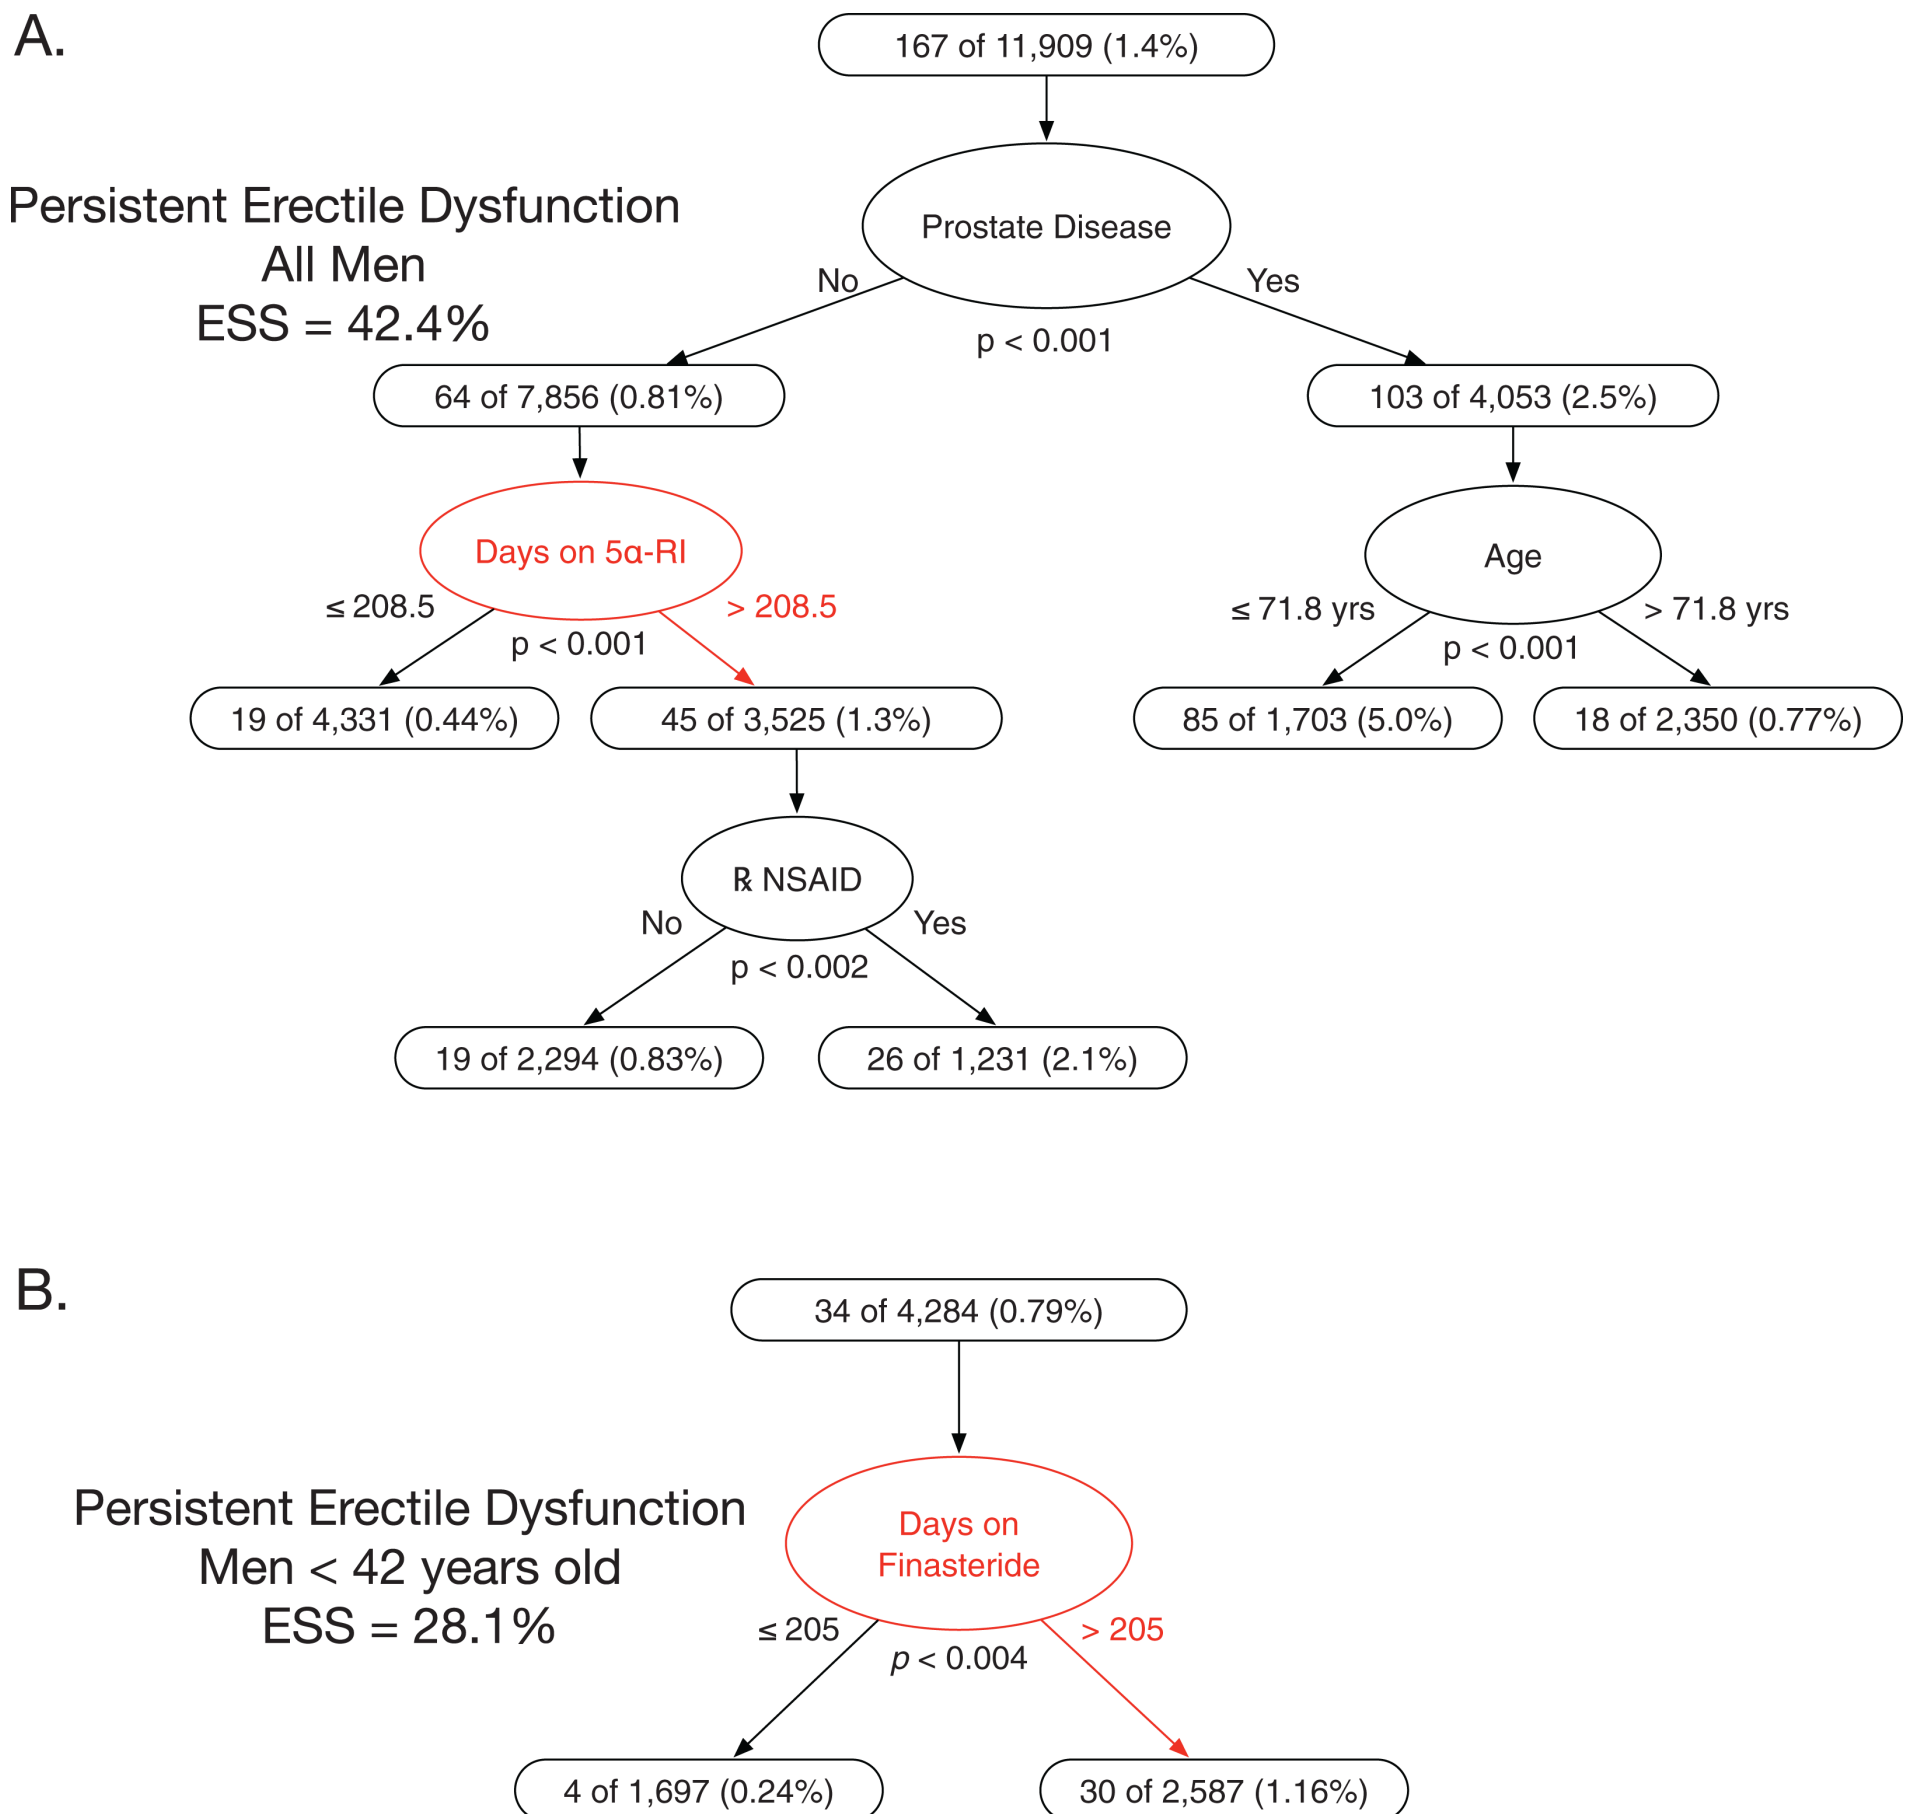 A.
167 of 11,909 (1.4%)
Persistent Erectile Dysfunction
All Men
ESS = 42.4%
Prostate Disease
No
Yes
p < 0.001
64 of 7,856 (0.81%)
103 of 4,053 (2.5%)
Days on 5α-RI
Age
≤ 208.5
> 208.5
p < 0.001
≤ 71.8 yrs
> 71.8 yrs
p < 0.001
19 of 4,331 (0.44%)
45 of 3,525 (1.3%)
85 of 1,703 (5.0%)
18 of 2,350 (0.77%)
℞ NSAID
No
Yes
p < 0.002
19 of 2,294 (0.83%)
26 of 1,231 (2.1%)
B.
34 of 4,284 (0.79%)
Persistent Erectile Dysfunction
Men < 42 years old
ESS = 28.1%
Days on
Finasteride
≤ 205
> 205
p < 0.004
4 of 1,697 (0.24%)
30 of 2,587 (1.16%)